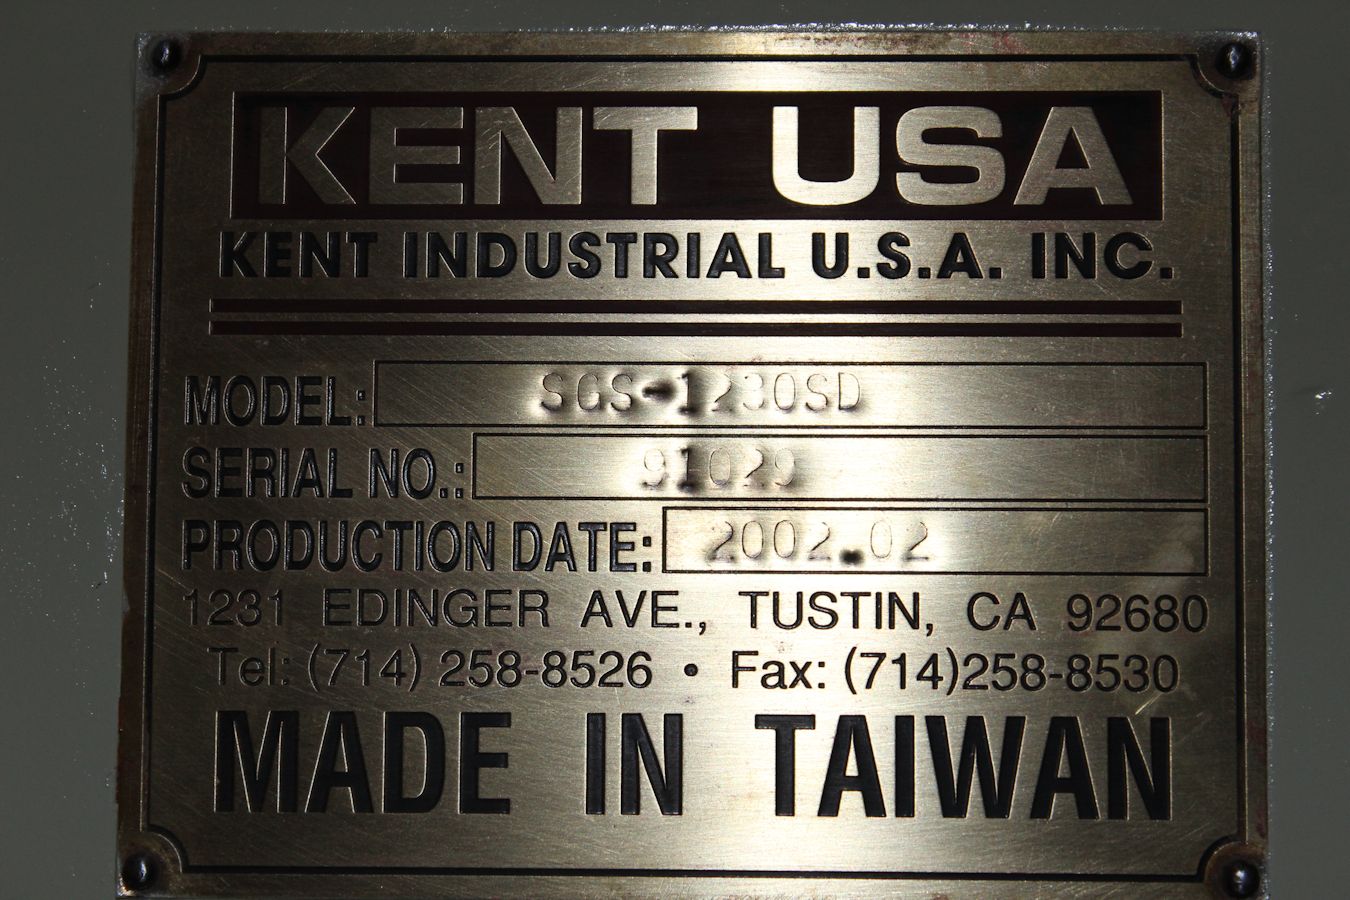 KENT USA
KENT INDUSTRIAL U.S.A. INC.
MODEL: SGS-1230SD
SERIAL NO.: 91029
PRODUCTION DATE: 2002.02
1231 EDINGER AVE., TUSTIN, CA 92680
Tel: (714) 258-8526 • Fax: (714)258-8530
MADE IN TAIWAN